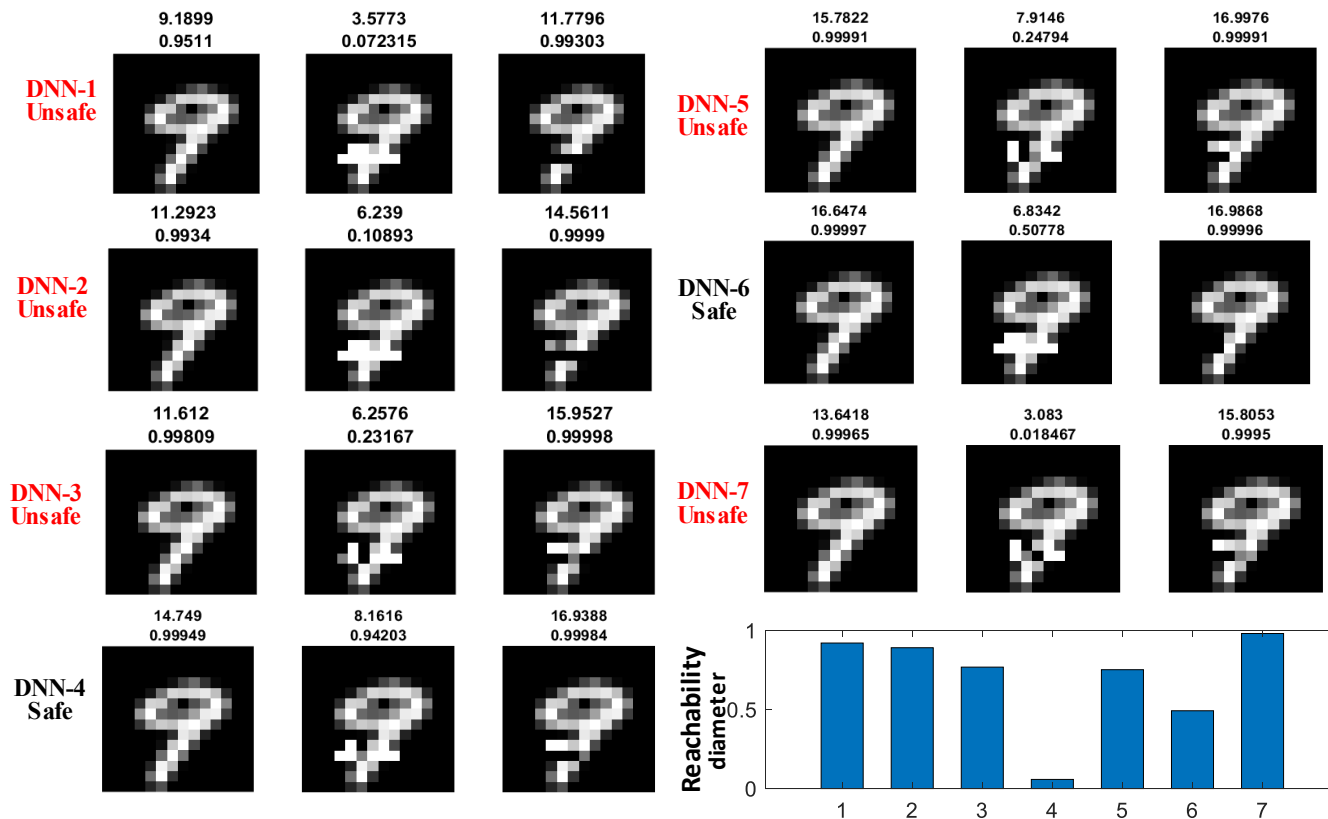 9.1899 3.5773 11.7796
0.9511 0.072315 0.99303
DNN-1
Unsafe
11.2923 6.239 14.5611
0.9934 0.10893 0.9999
DNN-2
Unsafe
11.612 6.2576 15.9527
0.99809 0.23167 0.99998
DNN-3
Unsafe
14.749 8.1616 16.9388
0.99949 0.94203 0.99984
DNN-4
Safe
15.7822 7.9146 16.9976
0.99991 0.24794 0.99991
DNN-5
Unsafe
16.6474 6.8342 16.9868
0.99997 0.50778 0.99996
DNN-6
Safe
13.6418 3.083 15.8053
0.99965 0.018467 0.9995
DNN-7
Unsafe
Reachability
diameter
1
0.5
0
1 2 3 4 5 6 7